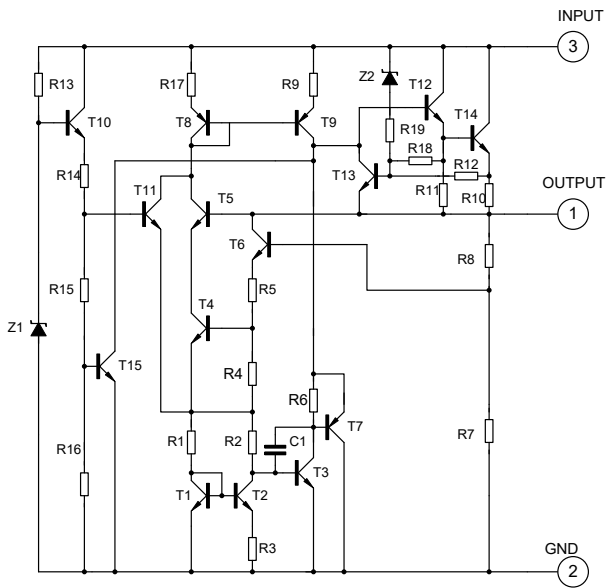 INPUT
3
R13
R17
R9
Z2
T12
T10
T8
T9
R19
T14
R18
R14
T13
R12
R11
R10
OUTPUT
T11
T5
1
T6
R8
R15
R5
Z1
T4
T15
R4
R6
T7
R7
R16
R1
R2
C1
T3
T1
T2
R3
GND
2